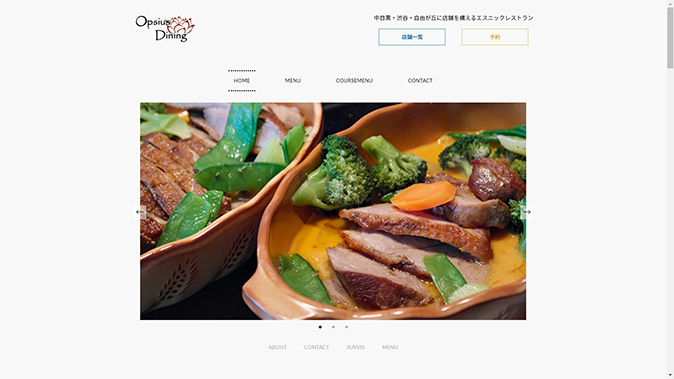 Opsius
Dining
中目黒・渋谷・自由が丘に店舗を構えるエスニックレストラン
店舗一覧
予約
HOME
MENU
COURSEMENU
CONTACT
ABOUT
CONTACT
SURVIS
MENU